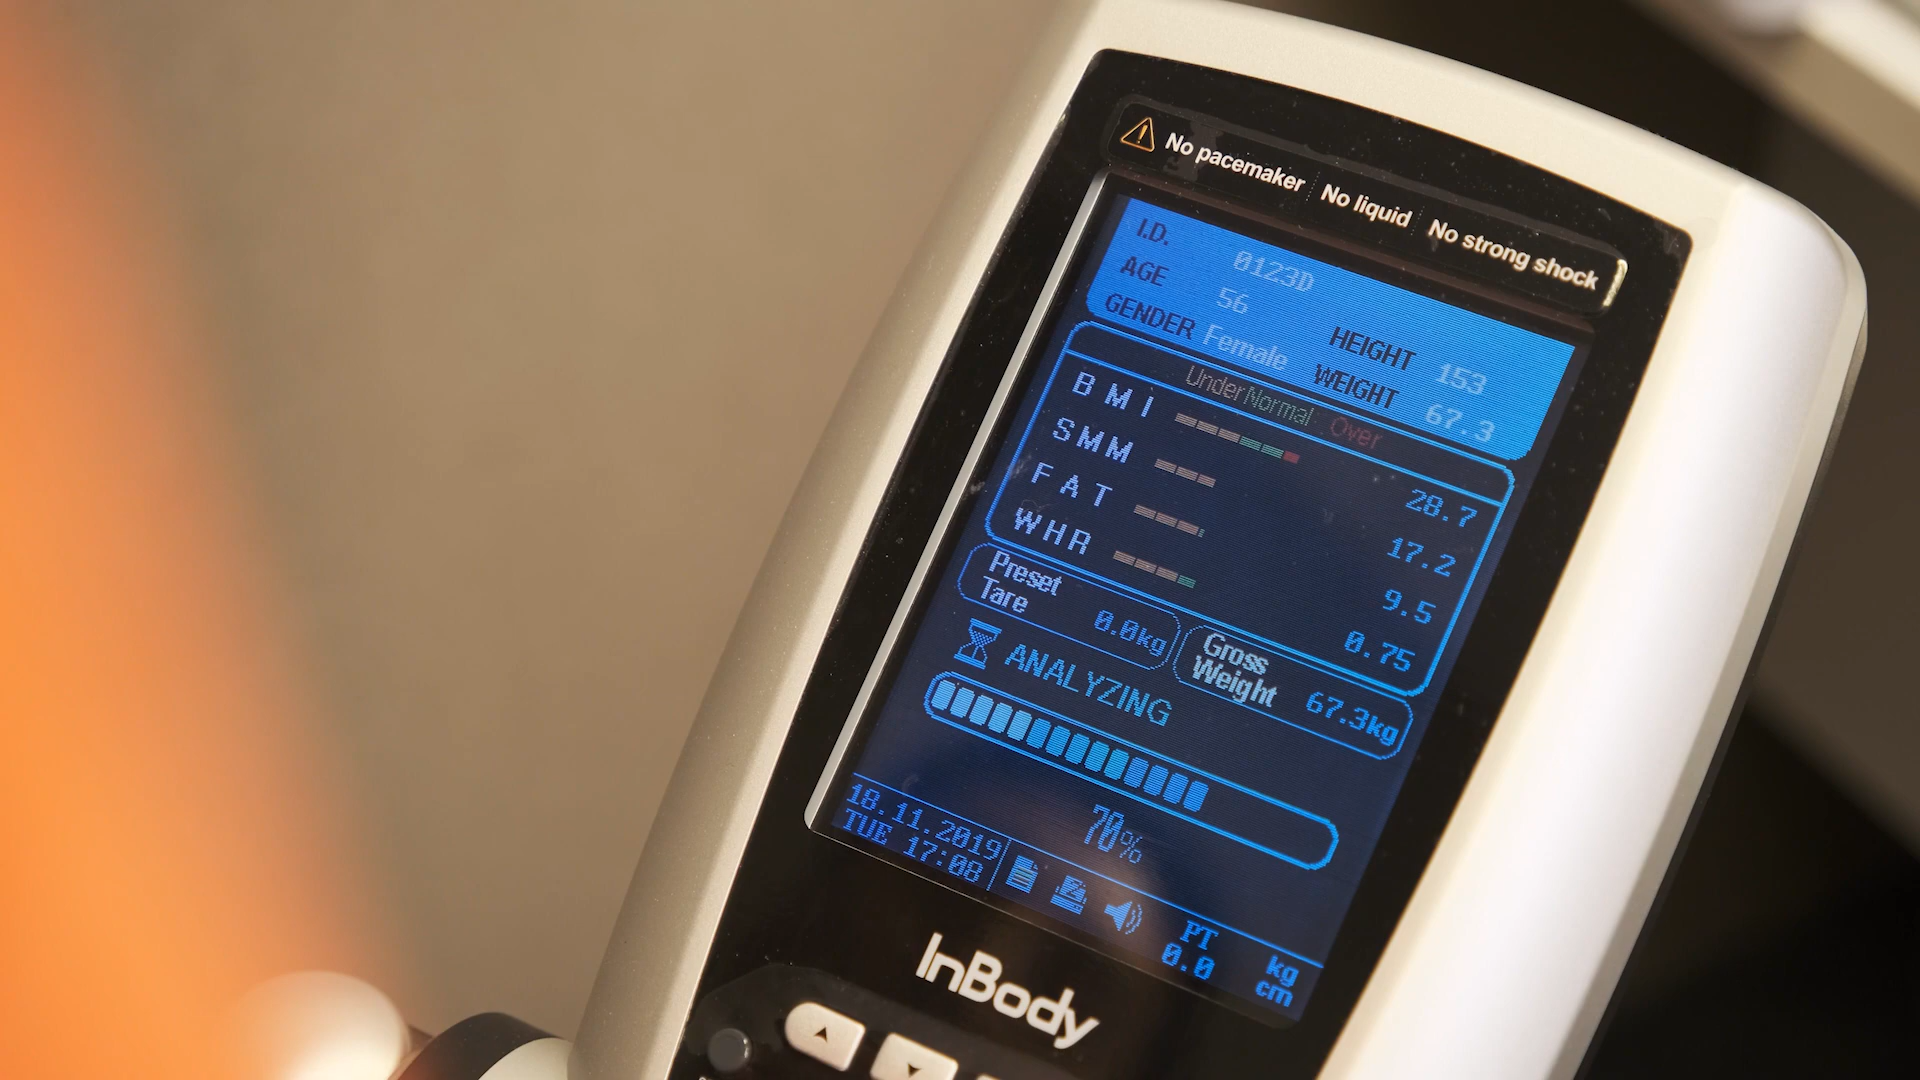 No pacemaker No liquid No strong shock
I.D. 0123D
AGE 56 HEIGHT 153
GENDER Female WEIGHT 67.3
Under Normal Over
BMI 28.7
SMM 17.2
FAT 9.5
WHR 0.75
Preset Tare 0.0kg
Gross Weight 67.3kg
ANALYZING
70%
18.11.2019
TUE 17:08
PT
0.0
kg
cm
InBody